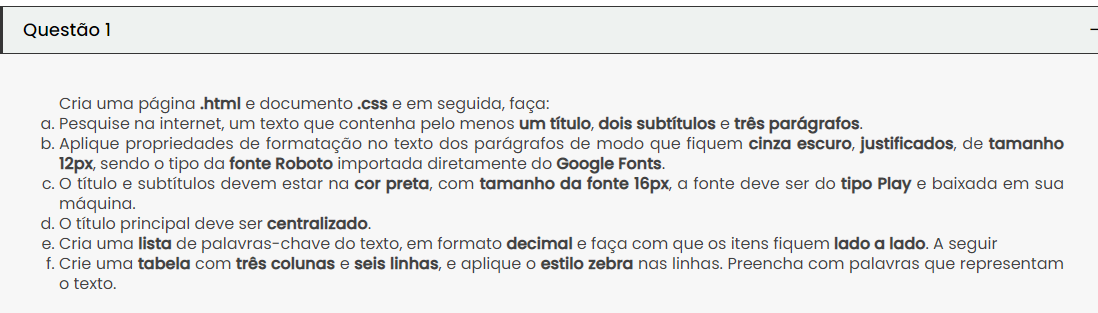 Questão 1
Cria uma página .html e documento .css e em seguida, faça:
a. Pesquise na internet, um texto que contenha pelo menos um título, dois subtítulos e três parágrafos.
b. Aplique propriedades de formatação no texto dos parágrafos de modo que fiquem cinza escuro, justificados, de tamanho
12px, sendo o tipo da fonte Roboto importada diretamente do Google Fonts.
c. O título e subtítulos devem estar na cor preta, com tamanho da fonte 16px, a fonte deve ser do tipo Play e baixada em sua
máquina.
d. O título principal deve ser centralizado.
e. Cria uma lista de palavras-chave do texto, em formato decimal e faça com que os itens fiquem lado a lado. A seguir
f. Crie uma tabela com três colunas e seis linhas, e aplique o estilo zebra nas linhas. Preencha com palavras que representam
o texto.